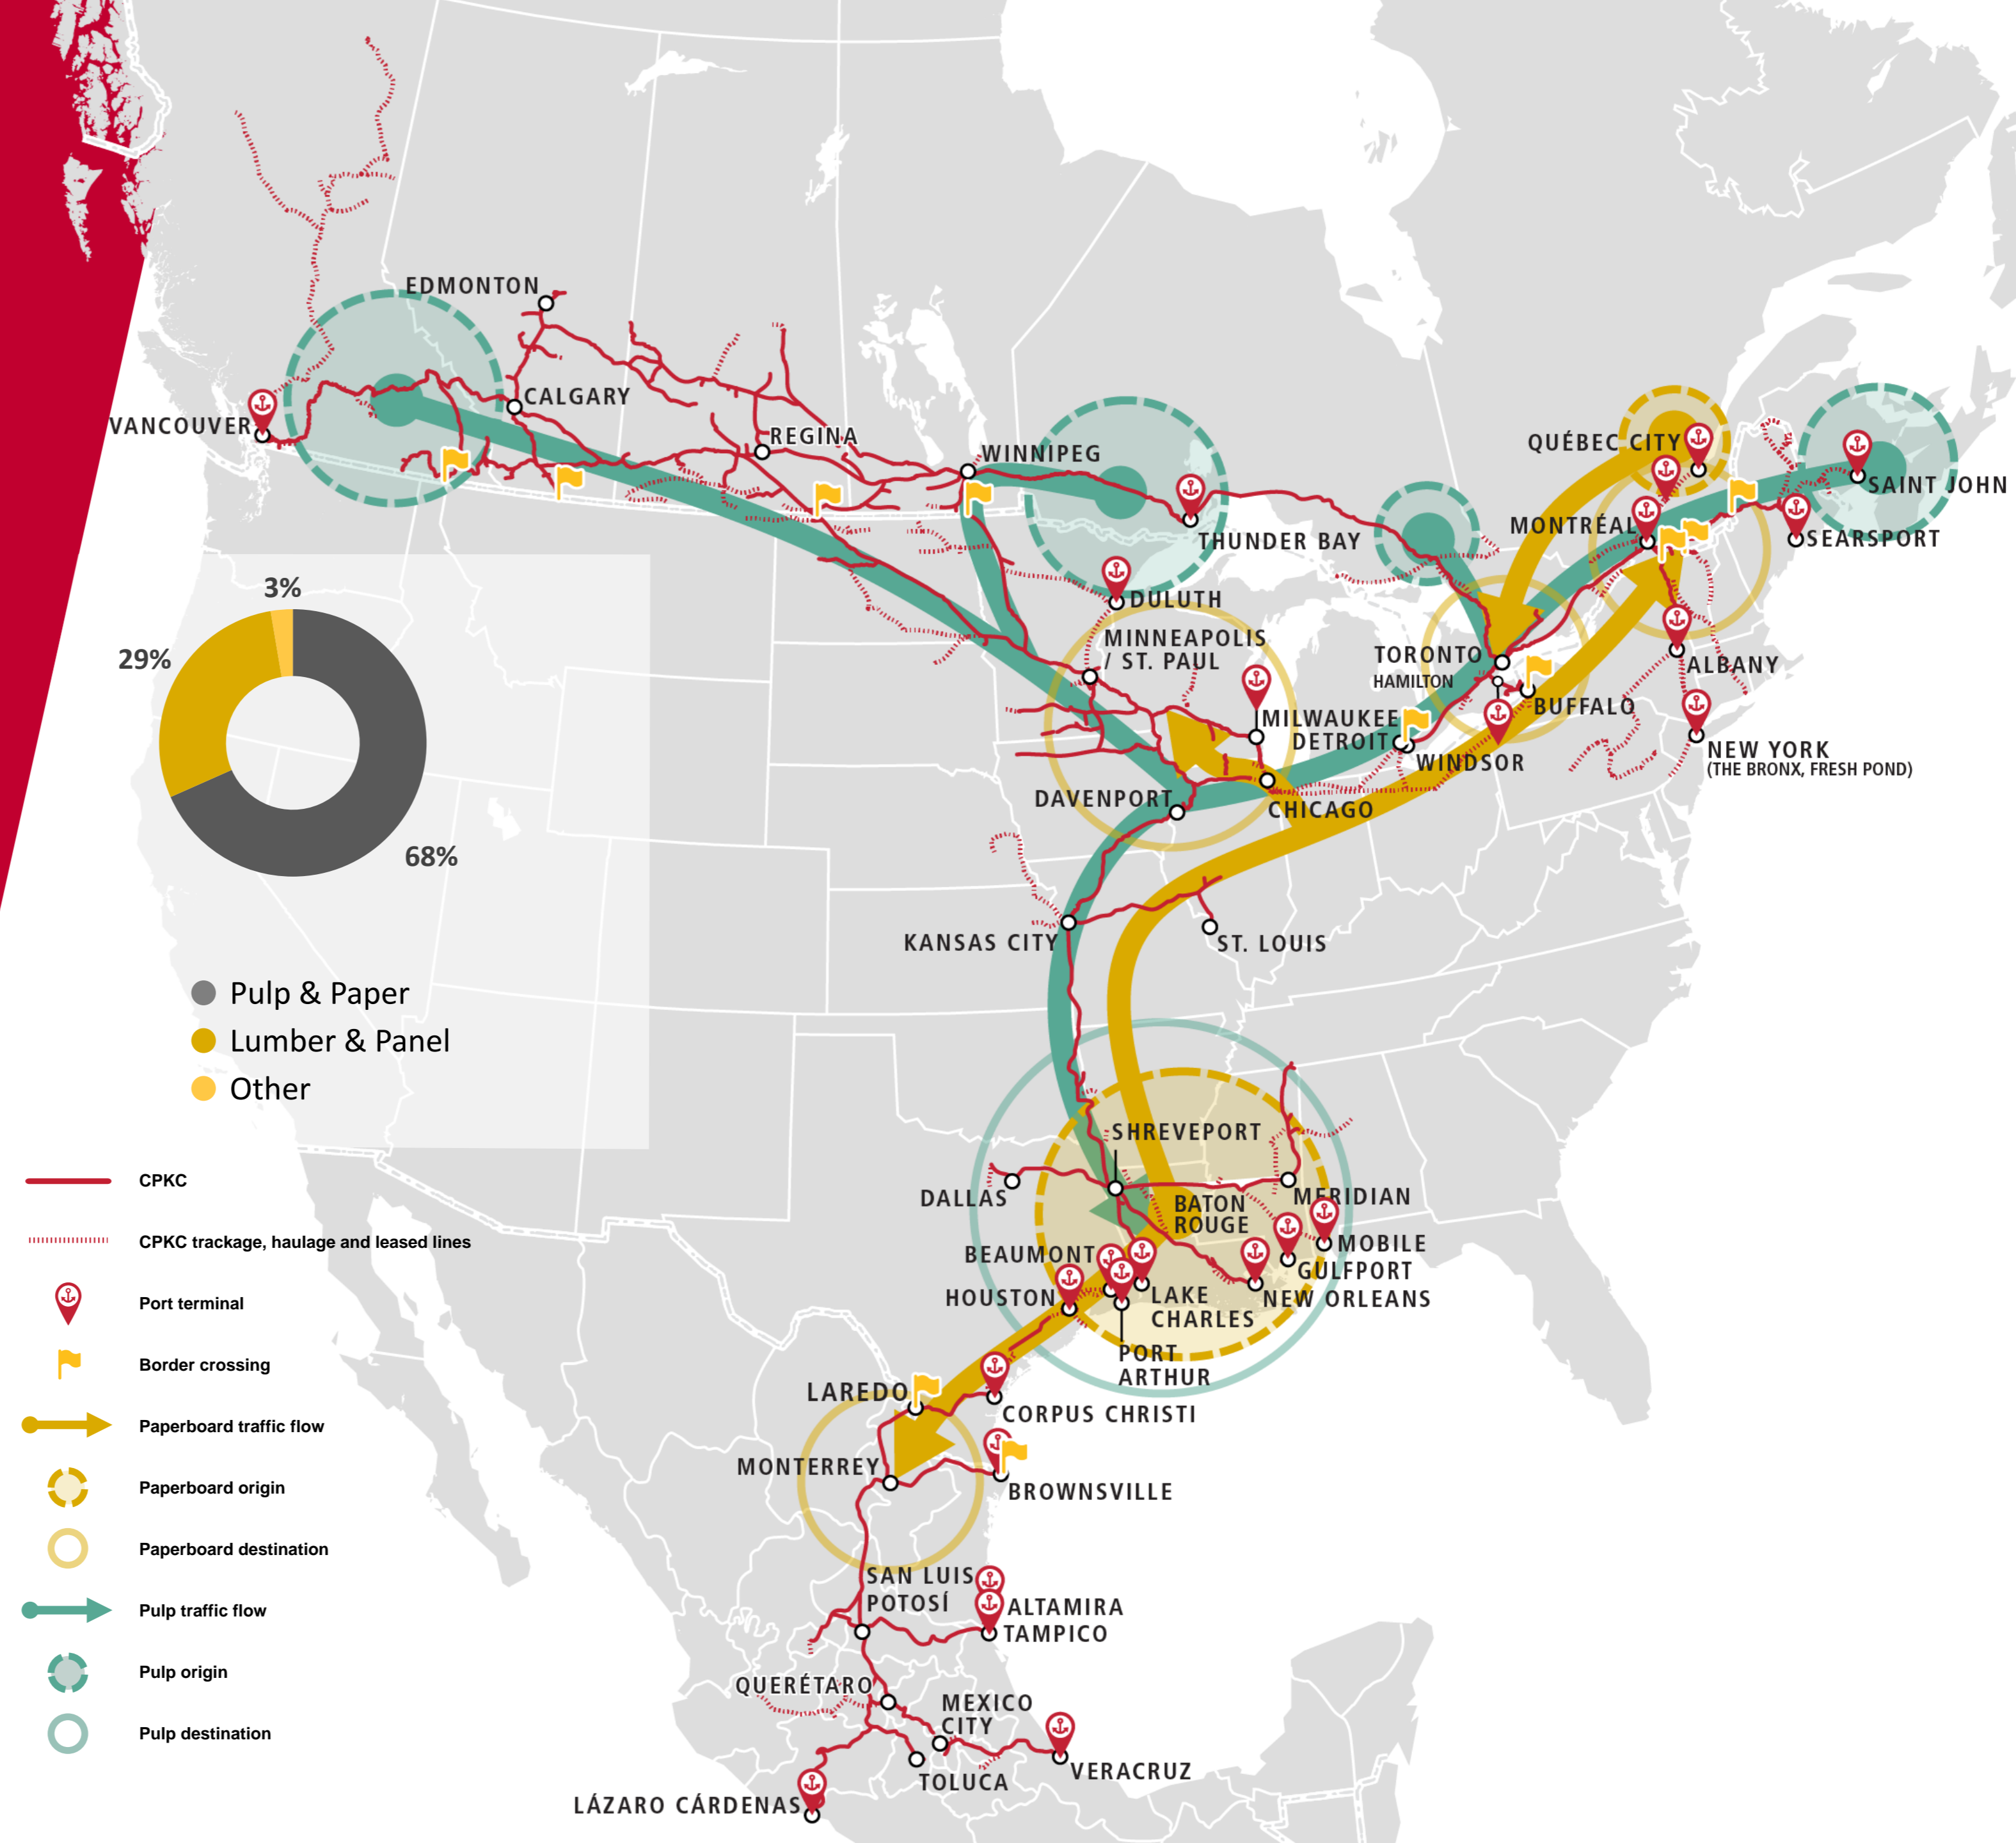 EDMONTON
CALGARY
VANCOUVER
REGINA
WINNIPEG
THUNDER BAY
DULUTH
MINNEAPOLIS
/ ST. PAUL
QUÉBEC CITY
MONTRÉAL
SAINT JOHN
SEARSPORT
TORONTO
HAMILTON
ALBANY
BUFFALO
MILWAUKEE
DETROIT
WINDSOR
NEW YORK
(THE BRONX, FRESH POND)
DAVENPORT
CHICAGO
KANSAS CITY
ST. LOUIS
3%
29%
68%
Pulp & Paper
Lumber & Panel
Other
SHREVEPORT
DALLAS
MERIDIAN
BATON
ROUGE
BEAUMONT
MOBILE
GULFPORT
HOUSTON
LAKE
CHARLES
NEW ORLEANS
PORT
ARTHUR
LAREDO
CORPUS CHRISTI
MONTERREY
BROWNSVILLE
SAN LUIS
POTOSÍ
ALTAMIRA
TAMPICO
QUERÉTARO
MEXICO
CITY
TOLUCA
VERACRUZ
LÁZARO CÁRDENAS
CPKC
CPKC trackage, haulage and leased lines
Port terminal
Border crossing
Paperboard traffic flow
Paperboard origin
Paperboard destination
Pulp traffic flow
Pulp origin
Pulp destination